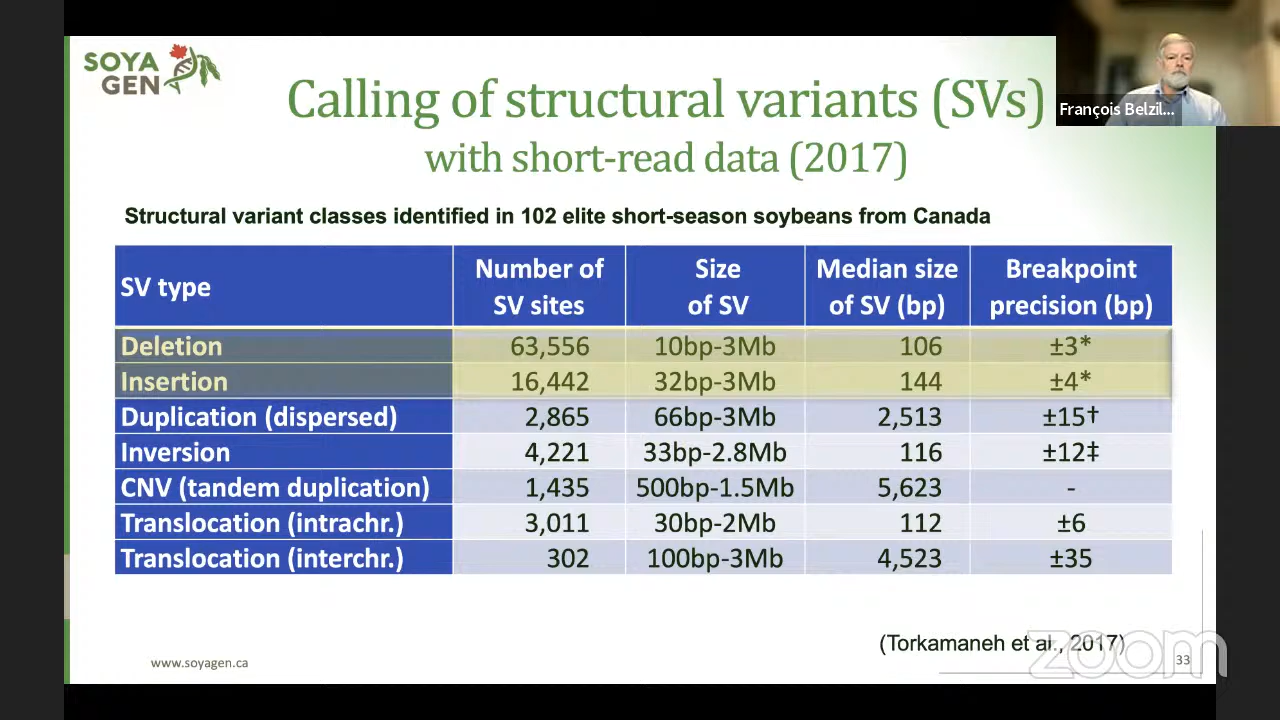 SOYA
GEN
Calling of structural variants (SVs)
with short-read data (2017)
François Belzil...
Structural variant classes identified in 102 elite short-season soybeans from Canada
SV type Number of SV sites Size of SV Median size of SV (bp) Breakpoint precision (bp)
Deletion 63,556 10bp-3Mb 106 ±3*
Insertion 16,442 32bp-3Mb 144 ±4*
Duplication (dispersed) 2,865 66bp-3Mb 2,513 ±15†
Inversion 4,221 33bp-2.8Mb 116 ±12‡
CNV (tandem duplication) 1,435 500bp-1.5Mb 5,623 -
Translocation (intrachr.) 3,011 30bp-2Mb 112 ±6
Translocation (interchr.) 302 100bp-3Mb 4,523 ±35
(Torkamaneh et al., 2017)
zoom
www.soyagen.ca
33